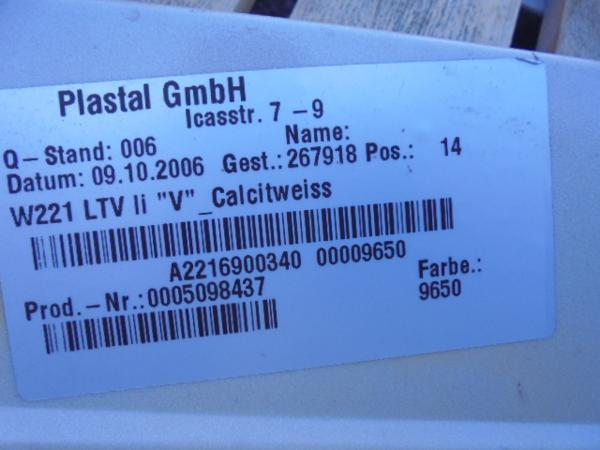 Plastal GmbH
Icasstr. 7 - 9
Q - Stand: 006 Name:
Datum: 09.10.2006 Gest.: 267918 Pos.: 14
W221 LTV li "V"_Calcitweiss
A2216900340 00009650
Prod. - Nr.:0005098437 Farbe.:
9650